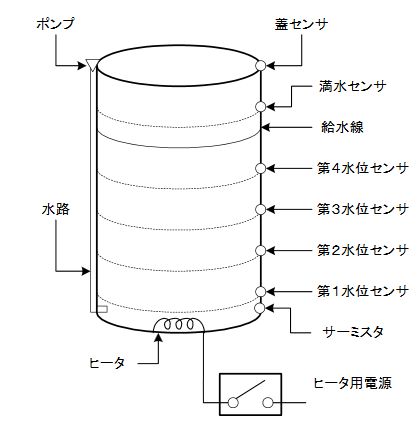 ポンプ
蓋センサ
満水センサ
給水線
第4水位センサ
水路
第3水位センサ
第2水位センサ
第1水位センサ
サーミスタ
ヒータ
ヒータ用電源